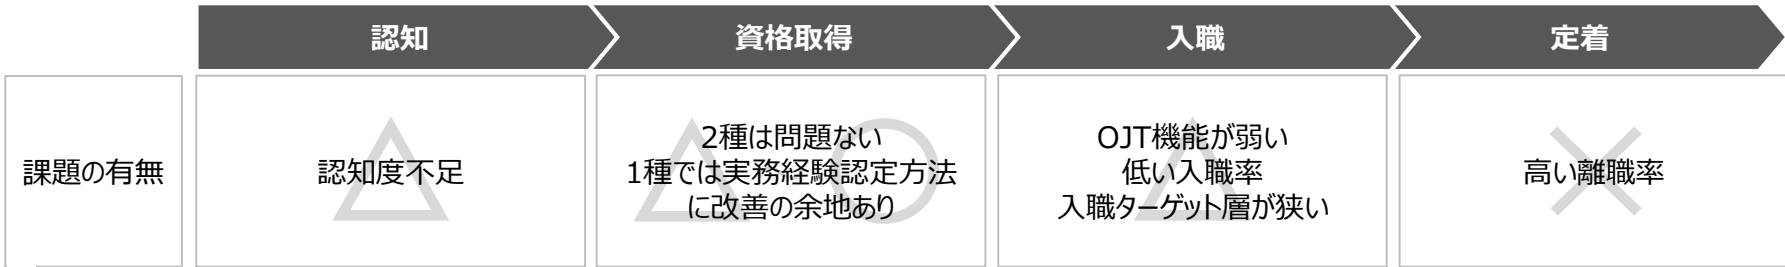 認知
資格取得
入職
定着
課題の有無
認知度不足
2種は問題ない
1種では実務経験認定方法
に改善の余地あり
OJT機能が弱い
低い入職率
入職ターゲット層が狭い
高い離職率